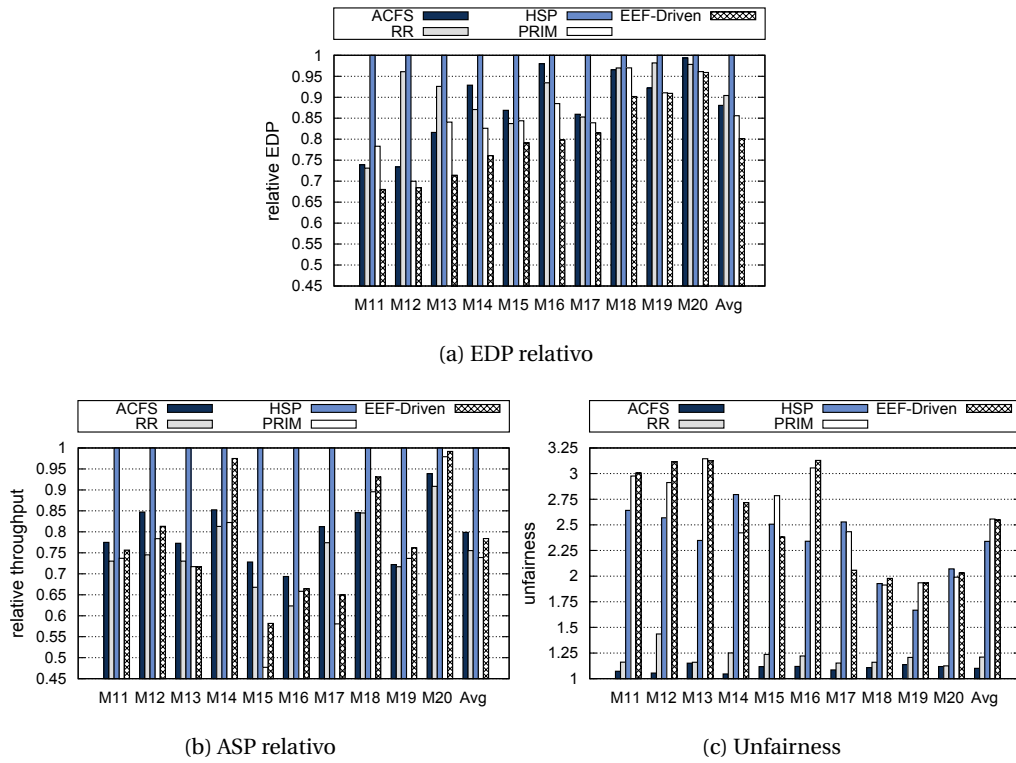 ACFS HSP EEF-Driven
RR PRIM
relative EDP
1
0.95
0.9
0.85
0.8
0.75
0.7
0.65
0.6
0.55
0.5
0.45
M11 M12 M13 M14 M15 M16 M17 M18 M19 M20 Avg
(a) EDP relativo
ACFS HSP EEF-Driven
RR PRIM
relative throughput
1
0.95
0.9
0.85
0.8
0.75
0.7
0.65
0.6
0.55
0.5
0.45
M11 M12 M13 M14 M15 M16 M17 M18 M19 M20 Avg
(b) ASP relativo
ACFS HSP EEF-Driven
RR PRIM
unfairness
3.25
3
2.75
2.5
2.25
2
1.75
1.5
1.25
1
M11 M12 M13 M14 M15 M16 M17 M18 M19 M20 Avg
(c) Unfairness